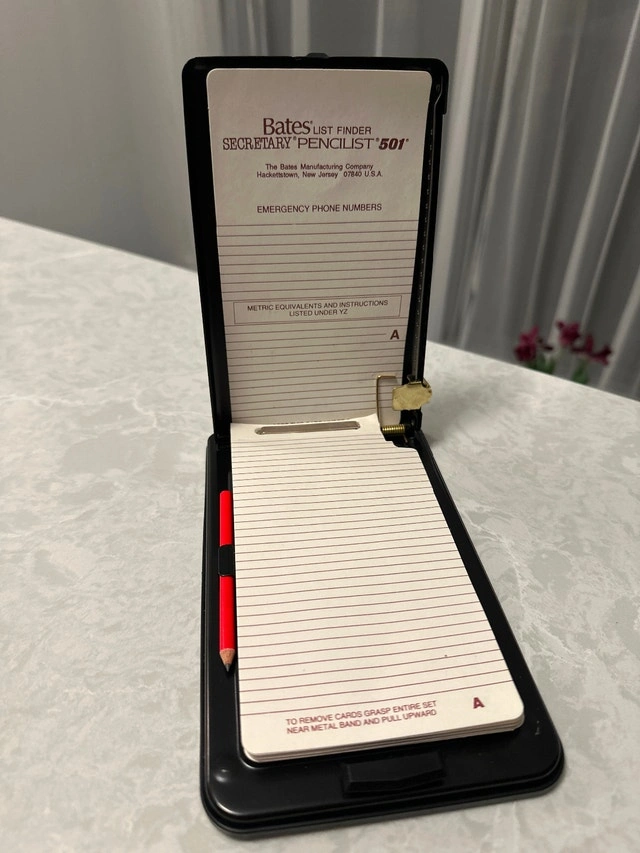 Bates® LIST FINDER
SECRETARY® PENCILIST® 501®
The Bates Manufacturing Company
Hackettstown, New Jersey 07840 U.S.A.
EMERGENCY PHONE NUMBERS
METRIC EQUIVALENTS AND INSTRUCTIONS
LISTED UNDER YZ
A
TO REMOVE CARDS GRASP ENTIRE SET
NEAR METAL BAND AND PULL UPWARD
A